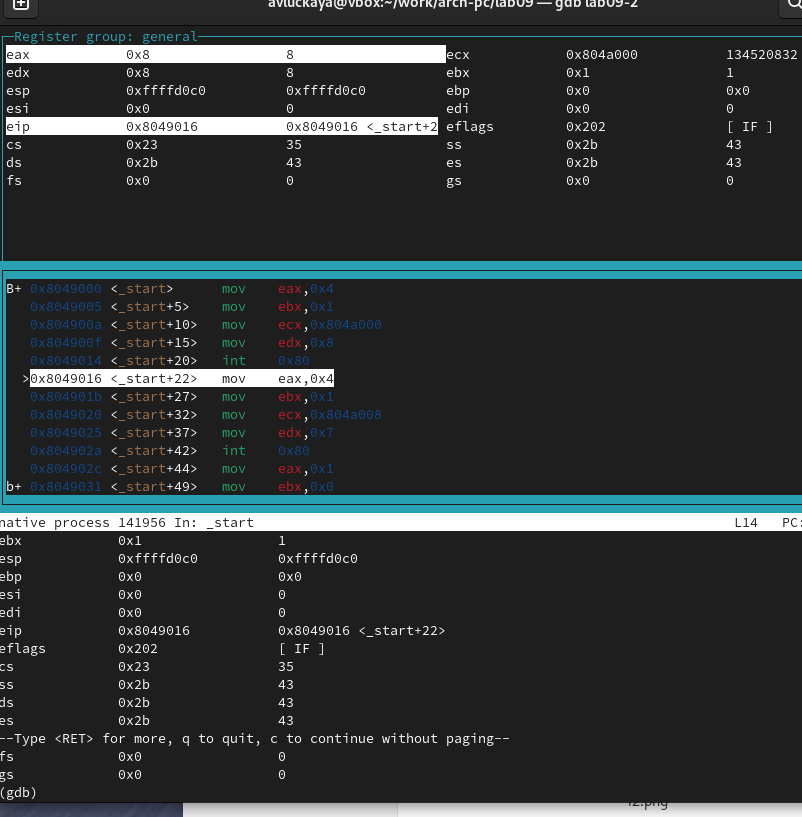 avluckaya@vbox:~/work/arch-pc/lab09 — gdb lab09-2
Register group: general
eax 0x8 8 ecx 0x804a000 134520832
edx 0x8 8 ebx 0x1 1
esp 0xffffd0c0 0xffffd0c0 ebp 0x0 0x0
esi 0x0 0 edi 0x0 0
eip 0x8049016 0x8049016 <_start+2 eflags 0x202 [ IF ]
cs 0x23 35 ss 0x2b 43
ds 0x2b 43 es 0x2b 43
fs 0x0 0 gs 0x0 0
B+ 0x8049000 <_start> mov eax,0x4
0x8049005 <_start+5> mov ebx,0x1
0x804900a <_start+10> mov ecx,0x804a000
0x804900f <_start+15> mov edx,0x8
0x8049014 <_start+20> int 0x80
>0x8049016 <_start+22> mov eax,0x4
0x804901b <_start+27> mov ebx,0x1
0x8049020 <_start+32> mov ecx,0x804a008
0x8049025 <_start+37> mov edx,0x7
0x804902a <_start+42> int 0x80
0x804902c <_start+44> mov eax,0x1
b+ 0x8049031 <_start+49> mov ebx,0x0
native process 141956 In: _start L14 PC:
ebx 0x1 1
esp 0xffffd0c0 0xffffd0c0
ebp 0x0 0x0
esi 0x0 0
edi 0x0 0
eip 0x8049016 0x8049016 <_start+22>
eflags 0x202 [ IF ]
cs 0x23 35
ss 0x2b 43
ds 0x2b 43
es 0x2b 43
--Type <RET> for more, q to quit, c to continue without paging--
fs 0x0 0
gs 0x0 0
(gdb)